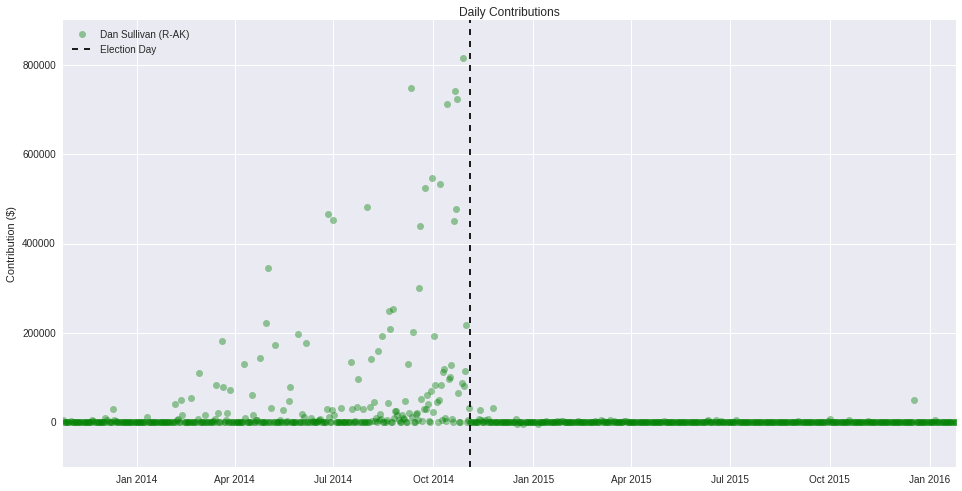 Daily Contributions
Dan Sullivan (R-AK)
Election Day
Contribution ($)
800000
600000
400000
200000
0
Jan 2014 Apr 2014 Jul 2014 Oct 2014 Jan 2015 Apr 2015 Jul 2015 Oct 2015 Jan 2016